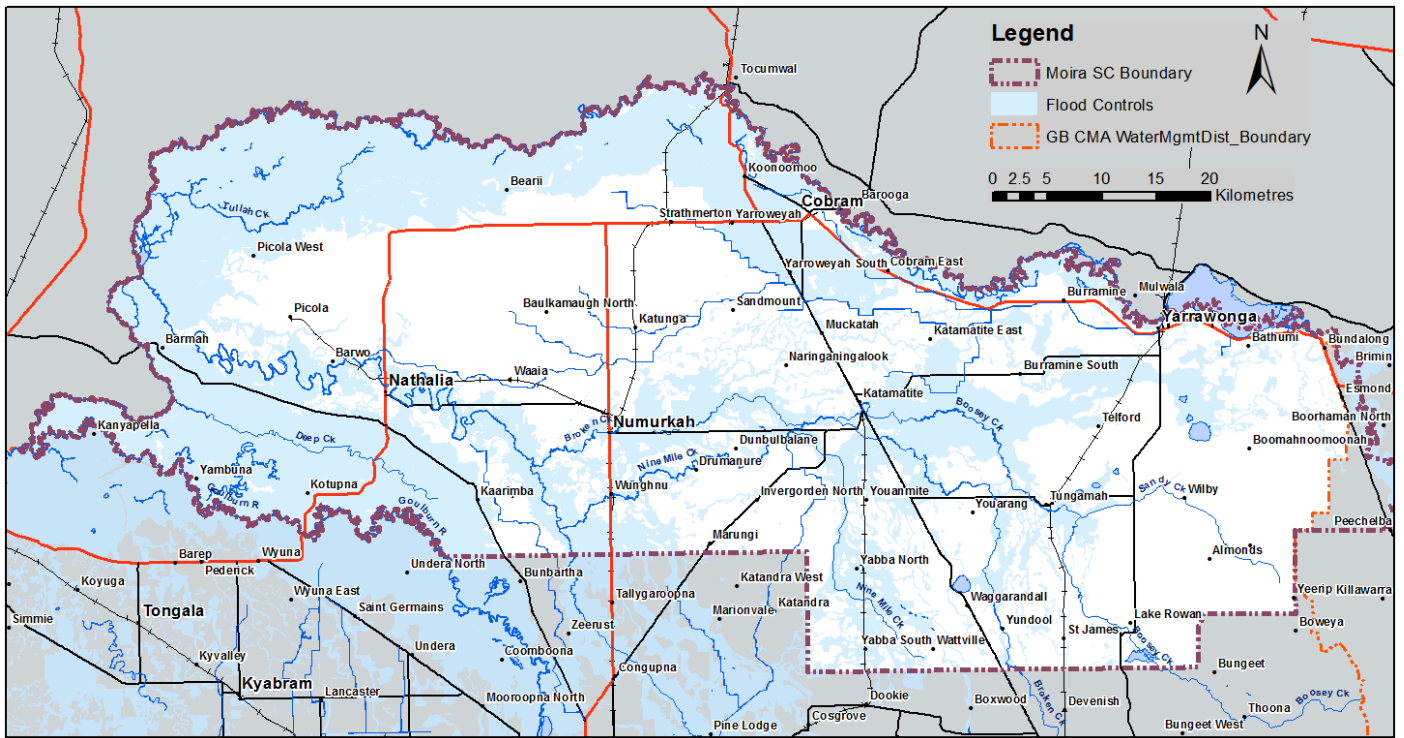 Legend
N
Moira SC Boundary
Flood Controls
GB CMA WaterMgmtDist_Boundary
0 2.5 5 10 15 20
Kilometres
Tocumwal
Koonoomoo
Bearii
Barooga
Cobram
Tullah Ck
Strathmerton
Yarroweyah
Picola West
Yarroweyah South
Cobram East
Burramine
Mulwala
Baulkamaugh North
Sandmount
Picola
Yarrawonga
Katunga
Muckatah
Katamatite East
Bathumi
Bundalong
Barmah
Barwo
Naringaningalook
Brimin
Waaia
Burramine South
Nathalia
Esmond
Katamatite
Boosey Ck
Telford
Boorhaman North
Kanyapella
Broken Ck
Numurkah
Deep Ck
Dunbulbalane
Boomahnoomoonah
Nine Mile Ck
Drumanure
Yambuna
Goulburn R
Kotupna
Kaarimba
Wunghnu
Invergorden North
Youanmite
Sandy Ck
Wilby
Goulburn R
Youarang
Tungamah
Peechelba
Marungi
Barep
Wyuna
Almonds
Pederick
Undera North
Bunbartha
Yabba North
Koyuga
Katandra West
Wyuna East
Tallygaroopna
Yeerip
Killawarra
Tongala
Saint Germains
Marionvale
Katandra
Nine Mile Ck
Waggarandall
Lake Rowan
Simmie
Zeerust
Yundool
St James
Boweya
Undera
Yabba South
Wattville
Boosey Ck
Kyvalley
Coomboona
Congupna
Bungeet
Kyabram
Lancaster
Mooroopna North
Dookie
Boxwood
Broken Ck
Devenish
Boosey Ck
Thoona
Cosgrove
Pine Lodge
Bungeet West